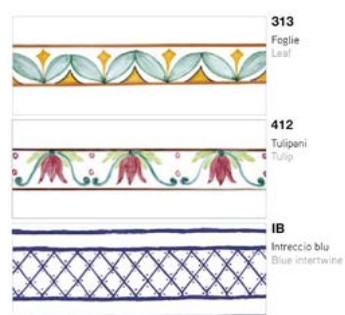 313
Foglie
Leaf
412
Tulipani
Tulip
IB
Intreccio blu
Blue intertwine